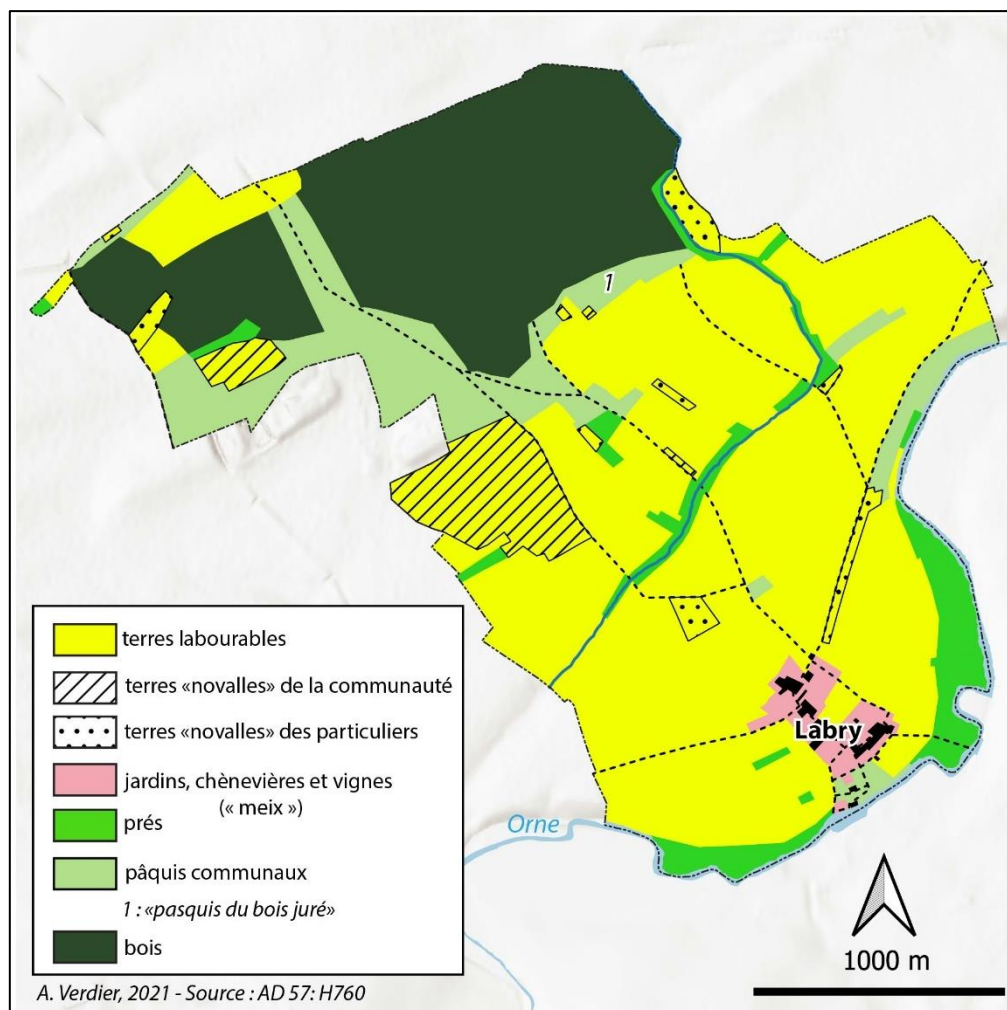 1
Labry
Orne
terres labourables
terres «novalles» de la communauté
terres «novalles» des particuliers
jardins, chènevières et vignes
(« meix »)
prés
pâquis communaux
1 : «pasquis du bois juré»
bois
1000 m
A. Verdier, 2021 - Source : AD 57: H760